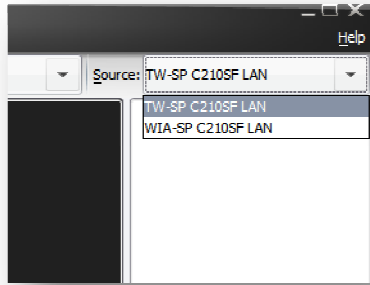 Help
Source: TW-SP C210SF LAN
TW-SP C210SF LAN
WIA-SP C210SF LAN